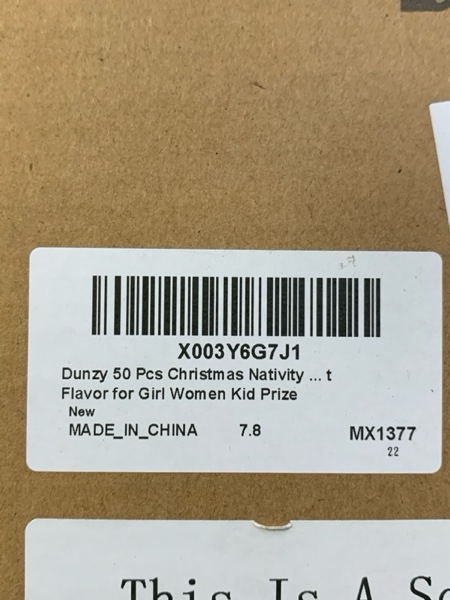 X003Y6G7J1
Dunzy 50 Pcs Christmas Nativity ... t
Flavor for Girl Women Kid Prize
New
MADE_IN_CHINA 7.8 MX1377
22
This Is A